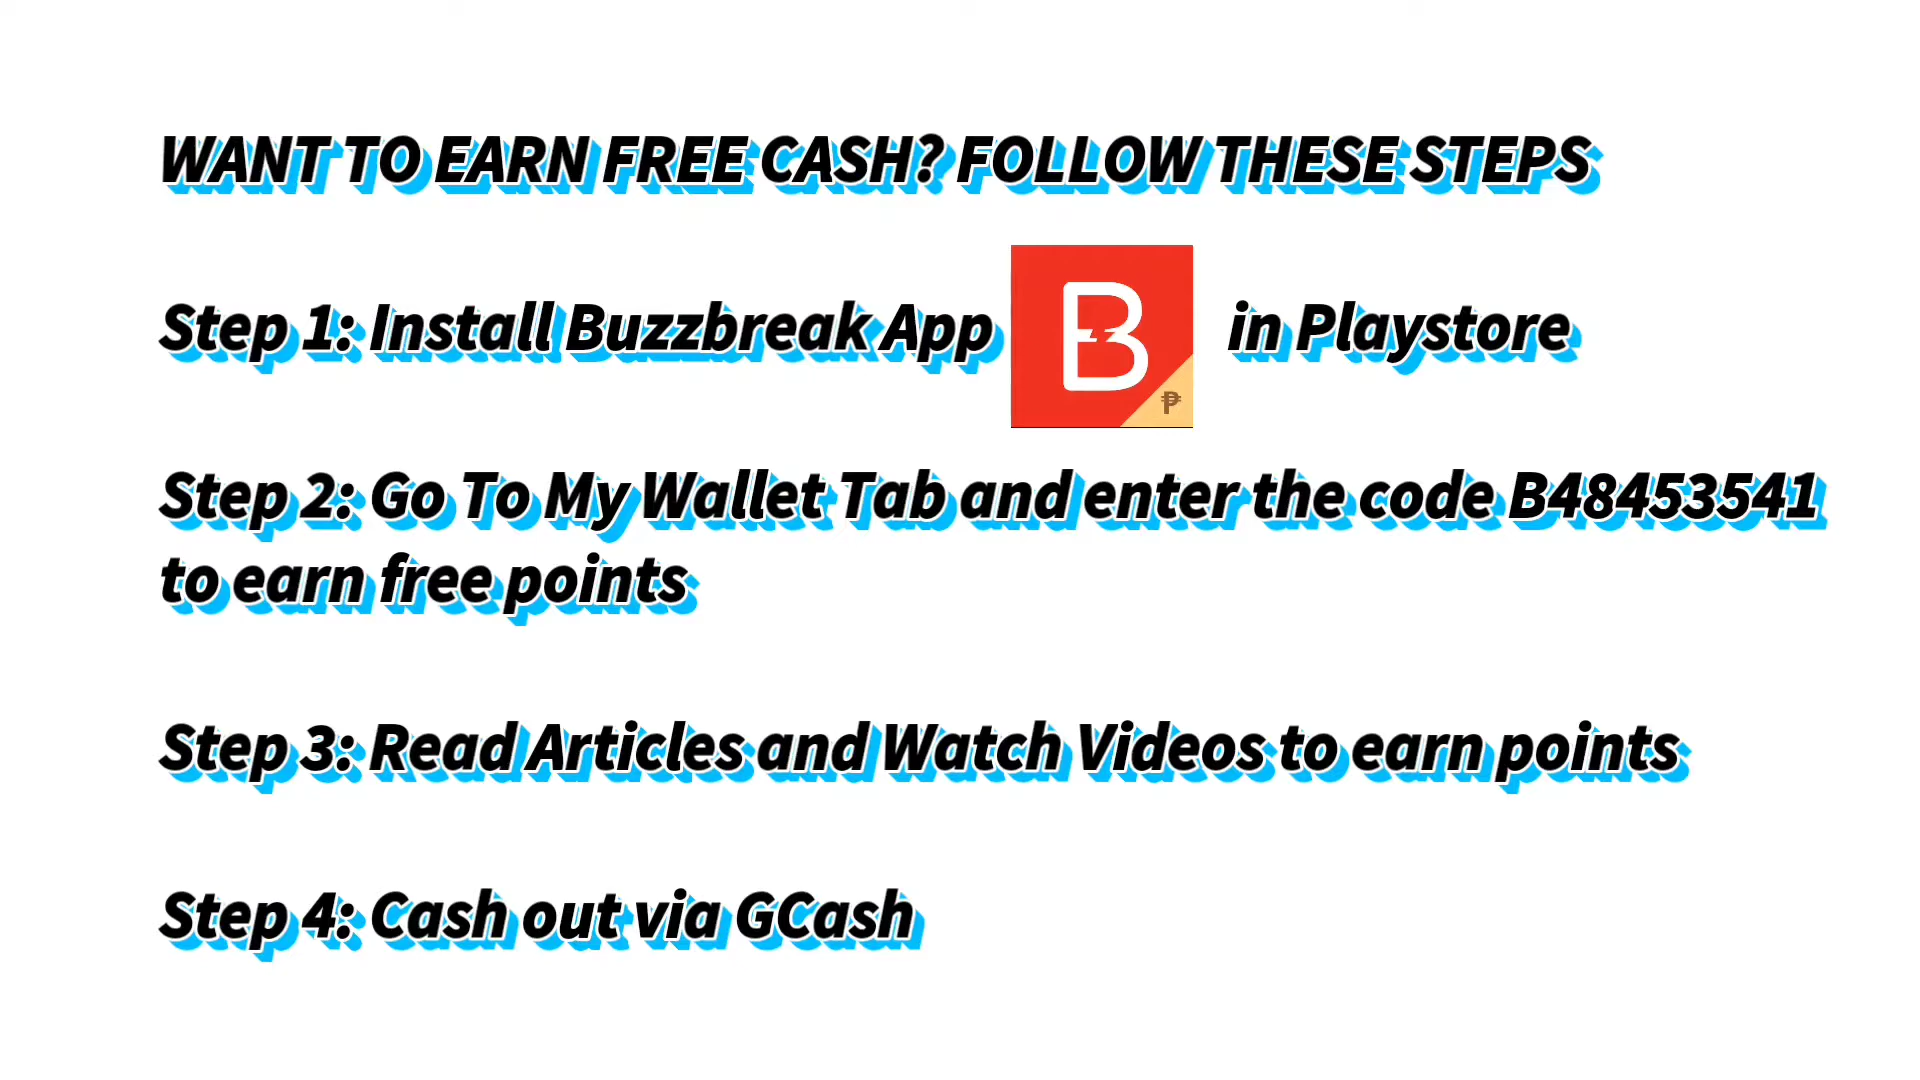 WANT TO EARN FREE CASH? FOLLOW THESE STEPS
Step 1: Install Buzzbreak App B ₱ in Playstore
Step 2: Go To My Wallet Tab and enter the code B48453541
to earn free points
Step 3: Read Articles and Watch Videos to earn points
Step 4: Cash out via GCash